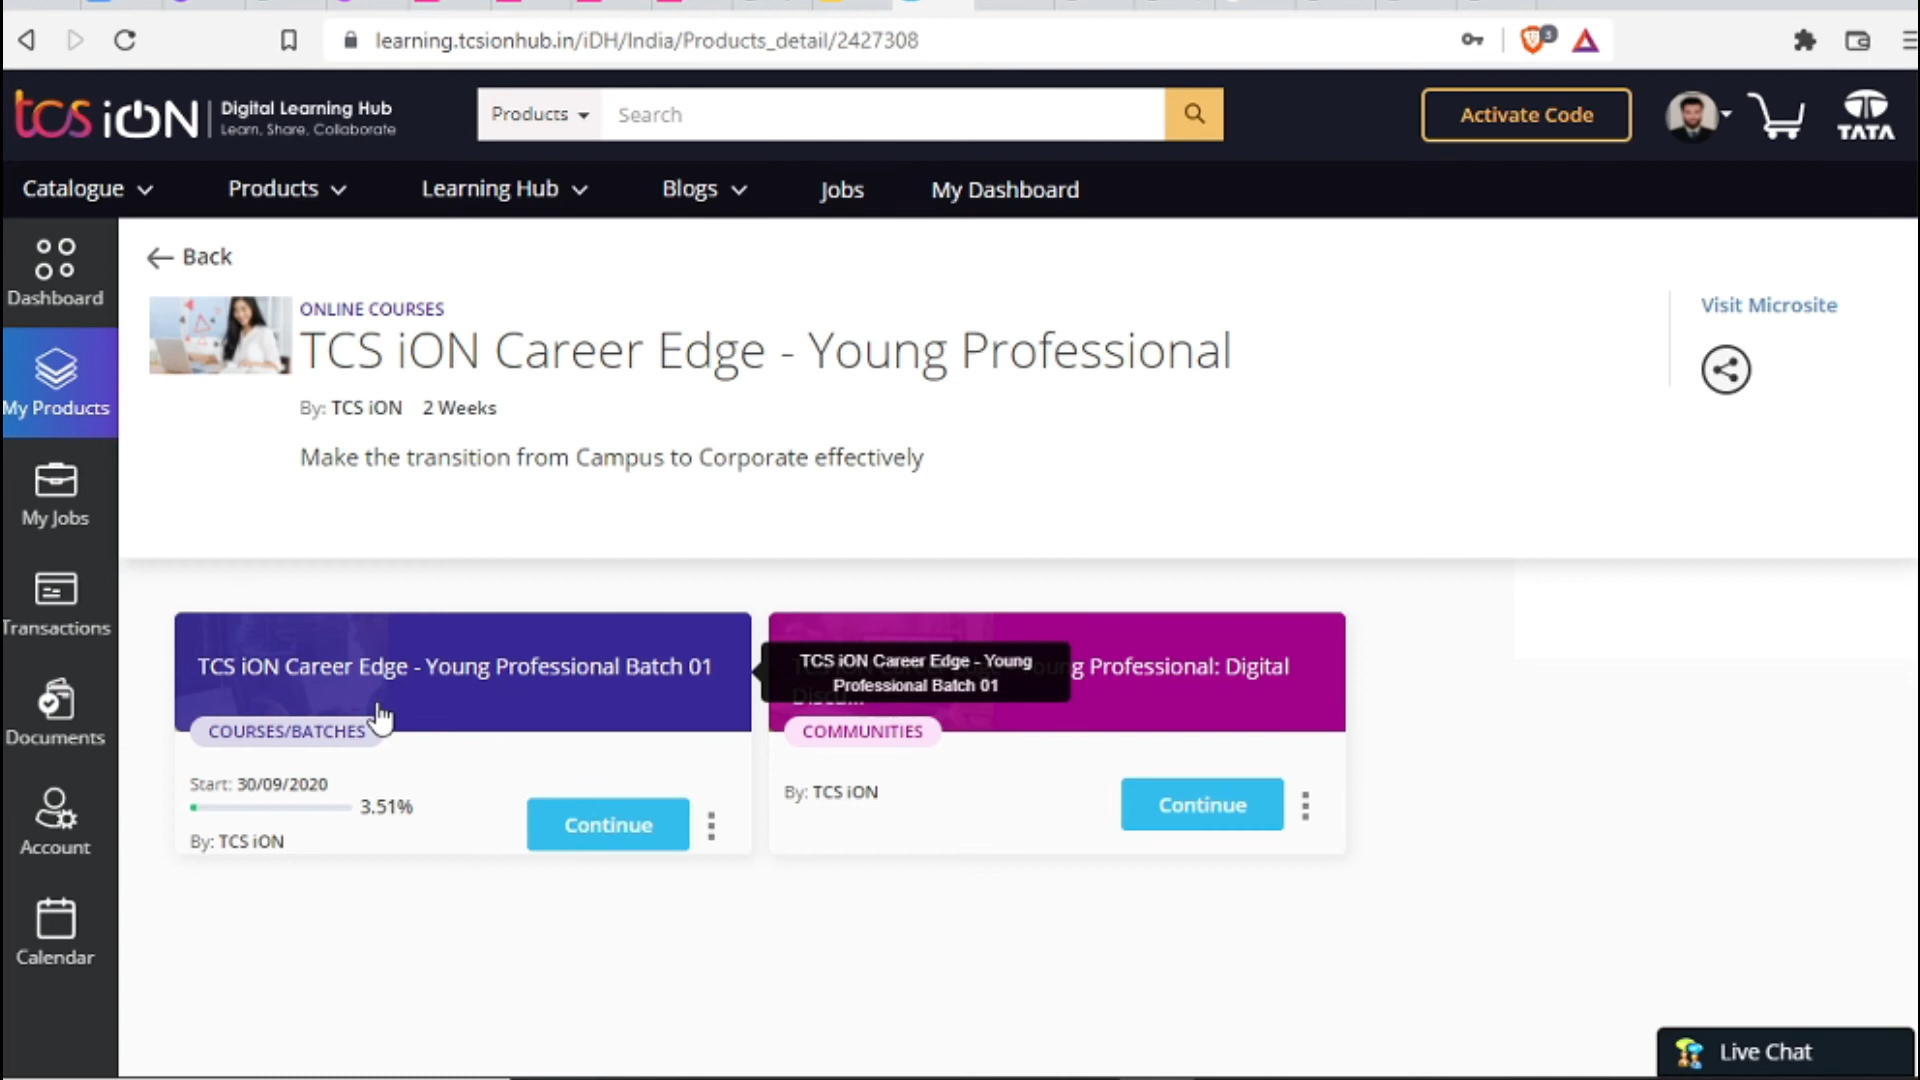 learning.tcsionhub.in/iDH/India/Products_detail/2427308
3
tcs iON Digital Learning Hub
Learn, Share, Collaborate
Products
Search
Activate Code
TATA
Catalogue
Products
Learning Hub
Blogs
Jobs
My Dashboard
Dashboard
My Products
My Jobs
Transactions
Documents
Account
Calendar
Back
ONLINE COURSES
TCS iON Career Edge - Young Professional
By: TCS iON 2 Weeks
Make the transition from Campus to Corporate effectively
Visit Microsite
TCS iON Career Edge - Young Professional Batch 01
COURSES/BATCHES
Start: 30/09/2020
3.51%
By: TCS iON
Continue
TCS iON Career Edge - Young
Professional Batch 01
Professional: Digital
COMMUNITIES
By: TCS iON
Continue
Live Chat